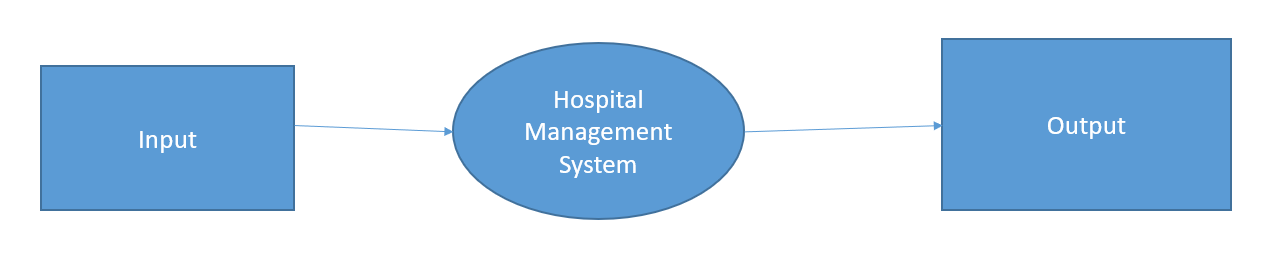 Input
Hospital
Management
System
Output